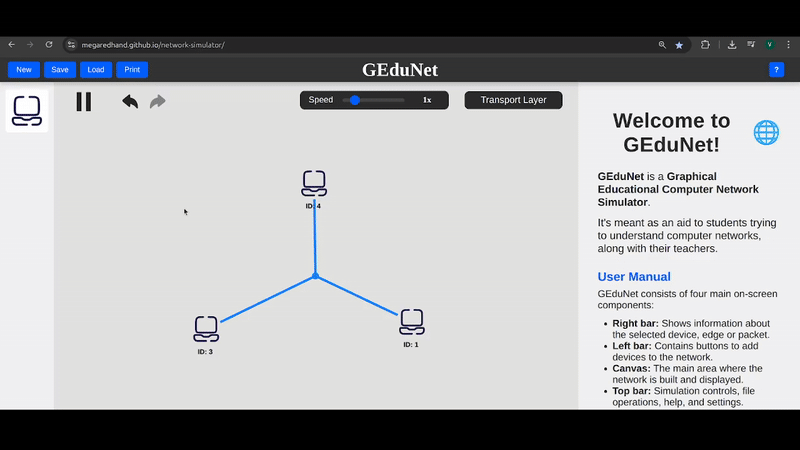 megaredhand.github.io/network-simulator/
V
New Save Load Print
GEduNet
?
Speed 1x
Transport Layer
ID: 4
ID: 3
ID: 1
Welcome to
GEduNet!
GEduNet is a Graphical
Educational Computer Network
Simulator.
It's meant as an aid to students trying
to understand computer networks,
along with their teachers.
User Manual
GEduNet consists of four main on-screen
components:
• Right bar: Shows information about
the selected device, edge or packet.
• Left bar: Contains buttons to add
devices to the network.
• Canvas: The main area where the
network is built and displayed.
• Top bar: Simulation controls, file
operations, help, and settings.